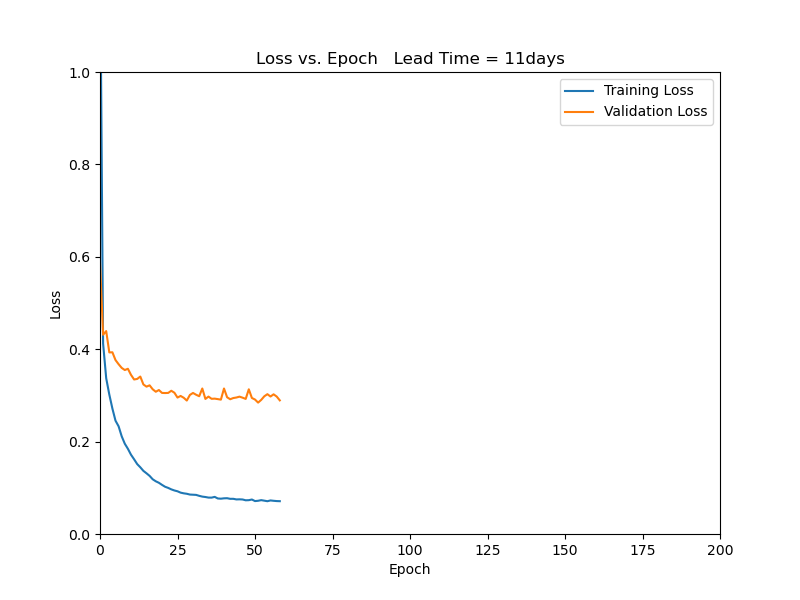 Loss vs. Epoch   Lead Time = 11days
Training Loss
Validation Loss
1.0
0.8
0.6
0.4
0.2
0.0
Loss
0 25 50 75 100 125 150 175 200
Epoch